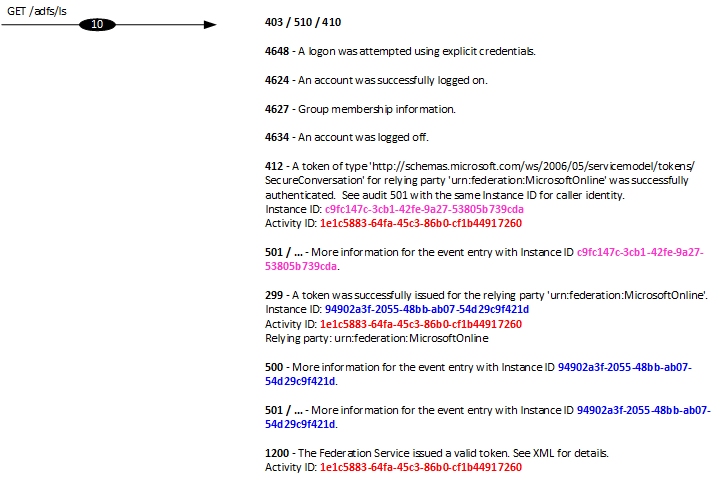 GET /adfs/ls
10
403 / 510 / 410
4648 - A logon was attempted using explicit credentials.
4624 - An account was successfully logged on.
4627 - Group membership information.
4634 - An account was logged off.
412 - A token of type 'http://schemas.microsoft.com/ws/2006/05/servicemodel/tokens/
SecureConversation' for relying party 'urn:federation:MicrosoftOnline' was successfully
authenticated.  See audit 501 with the same Instance ID for caller identity.
Instance ID: c9fc147c-3cb1-42fe-9a27-53805b739cda
Activity ID: 1e1c5883-64fa-45c3-86b0-cf1b44917260
501 / ... - More information for the event entry with Instance ID c9fc147c-3cb1-42fe-9a27-
53805b739cda.
299 - A token was successfully issued for the relying party 'urn:federation:MicrosoftOnline'.
Instance ID: 94902a3f-2055-48bb-ab07-54d29c9f421d
Activity ID: 1e1c5883-64fa-45c3-86b0-cf1b44917260
Relying party: urn:federation:MicrosoftOnline
500 - More information for the event entry with Instance ID 94902a3f-2055-48bb-ab07-
54d29c9f421d.
501 / ... - More information for the event entry with Instance ID 94902a3f-2055-48bb-ab07-
54d29c9f421d.
1200 - The Federation Service issued a valid token. See XML for details.
Activity ID: 1e1c5883-64fa-45c3-86b0-cf1b44917260